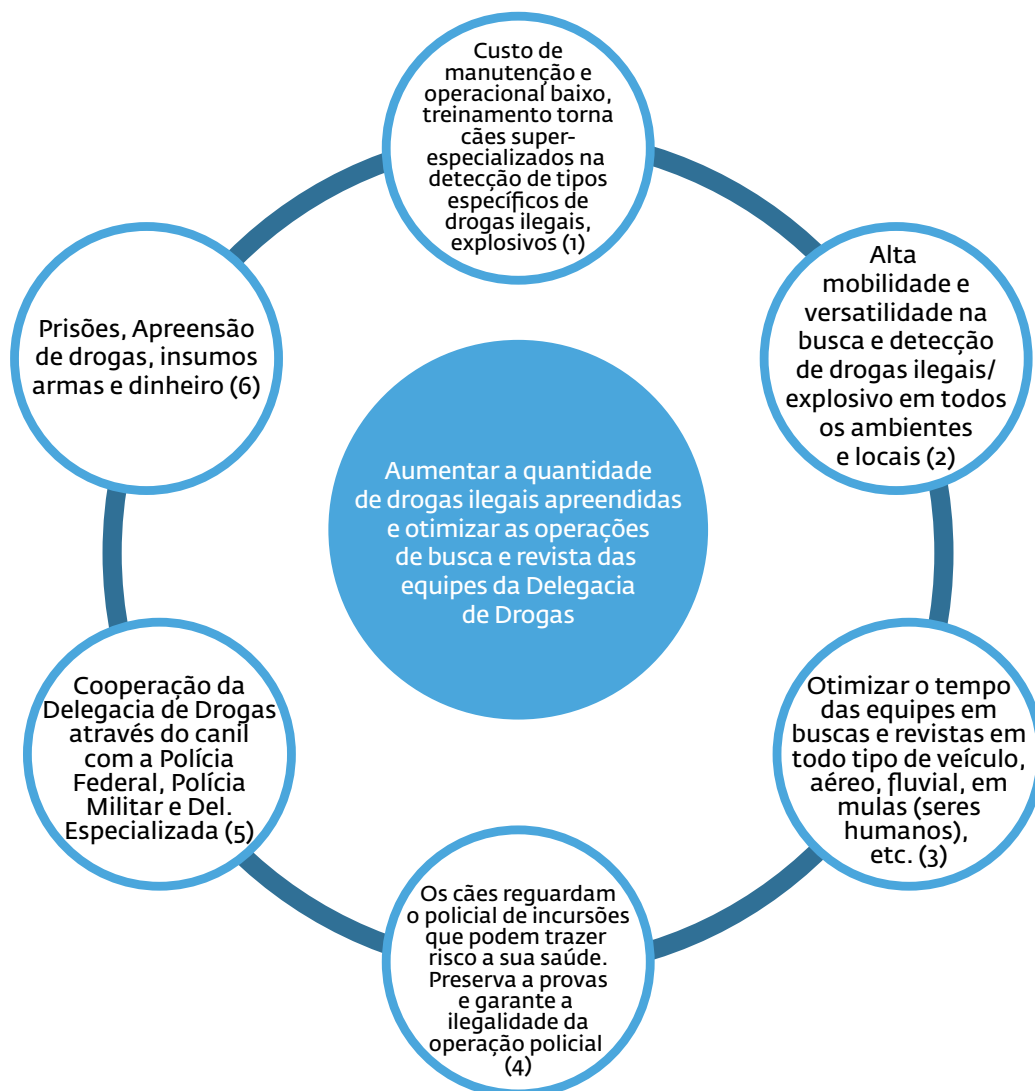 Custo de
manutenção e
operacional baixo,
treinamento torna
cães super-
especializados na
detecção de tipos
específicos de
drogas ilegais,
explosivos (1)
Alta
mobilidade e
versatilidade na
busca e detecção
de drogas ilegais/
explosivo em todos
os ambientes
e locais (2)
Otimizar o tempo
das equipes em
buscas e revistas em
todo tipo de veículo,
aéreo, fluvial, em
mulas (seres
humanos),
etc. (3)
Os cães reguardam
o policial de incursões
que podem trazer
risco a sua saúde.
Preserva a provas
e garante a
ilegalidade da
operação policial
(4)
Cooperação da
Delegacia de Drogas
através do canil
com a Polícia
Federal, Polícia
Militar e Del.
Especializada (5)
Prisões, Apreensão
de drogas, insumos
armas e dinheiro (6)
Aumentar a quantidade
de drogas ilegais apreendidas
e otimizar as operações
de busca e revista das
equipes da Delegacia
de Drogas